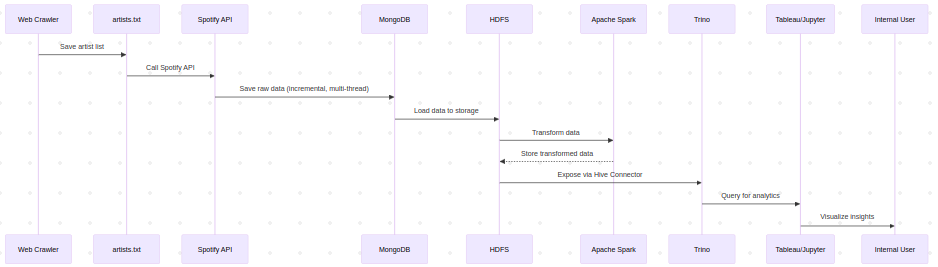 Web Crawler
artists.txt
Spotify API
MongoDB
HDFS
Apache Spark
Trino
Tableau/Jupyter
Internal User
Save artist list
Call Spotify API
Save raw data (incremental, multi-thread)
Load data to storage
Transform data
Store transformed data
Expose via Hive Connector
Query for analytics
Visualize insights
Web Crawler
artists.txt
Spotify API
MongoDB
HDFS
Apache Spark
Trino
Tableau/Jupyter
Internal User